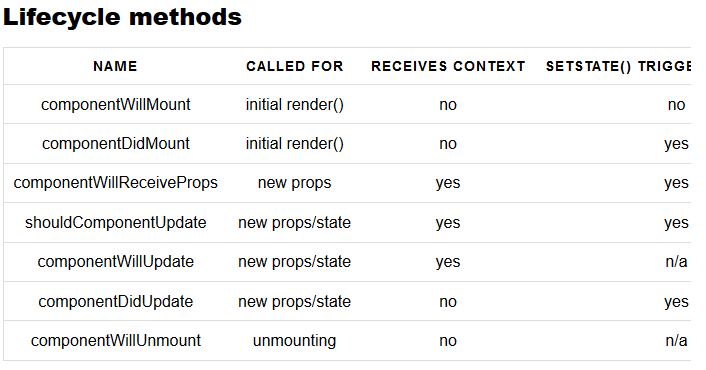 Lifecycle methods
NAME CALLED FOR RECEIVES CONTEXT SETSTATE()
componentWillMount initial render() no no
componentDidMount initial render() no yes
componentWillReceiveProps new props yes yes
shouldComponentUpdate new props/state yes yes
componentWillUpdate new props/state yes n/a
componentDidUpdate new props/state no yes
componentWillUnmount unmounting no n/a